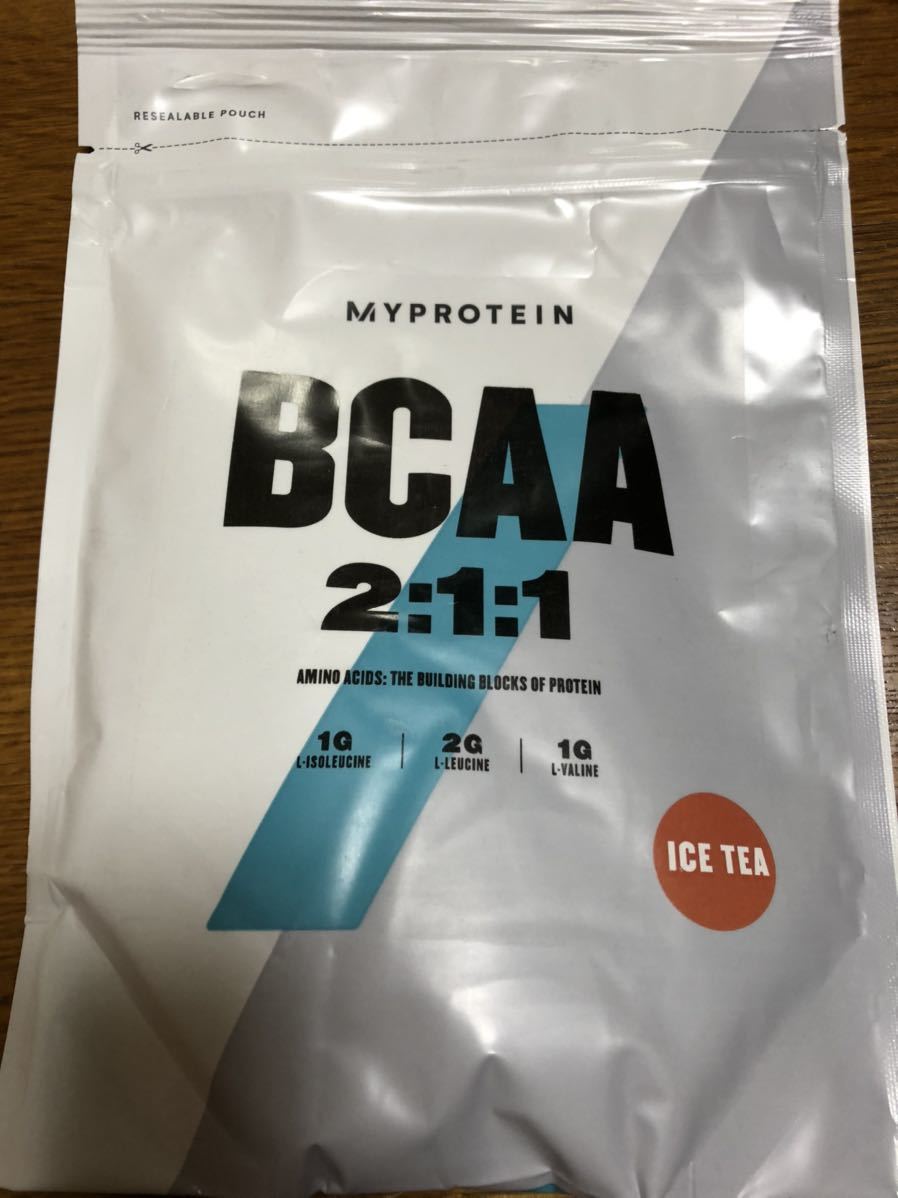 RESEALABLE POUCH
MYPROTEIN
BCAA
2:1:1
AMINO ACIDS: THE BUILDING BLOCKS OF PROTEIN
1G
L-ISOLEUCINE
2G
L-LEUCINE
1G
L-VALINE
ICE TEA